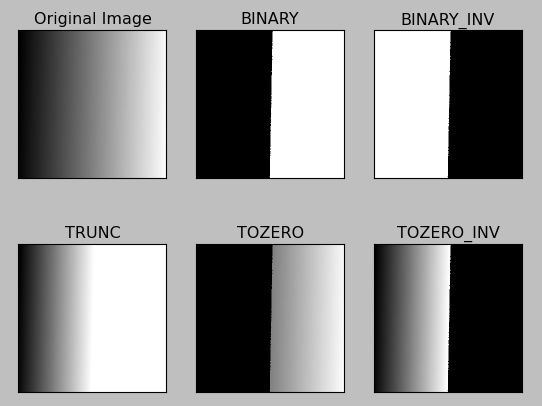 Original Image
BINARY
BINARY_INV
TRUNC
TOZERO
TOZERO_INV